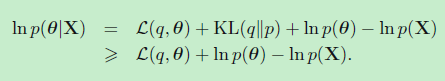 ln p(θ|X) = ℒ(q, θ) + KL(q‖p) + ln p(θ) − ln p(X)
⩾ ℒ(q, θ) + ln p(θ) − ln p(X).